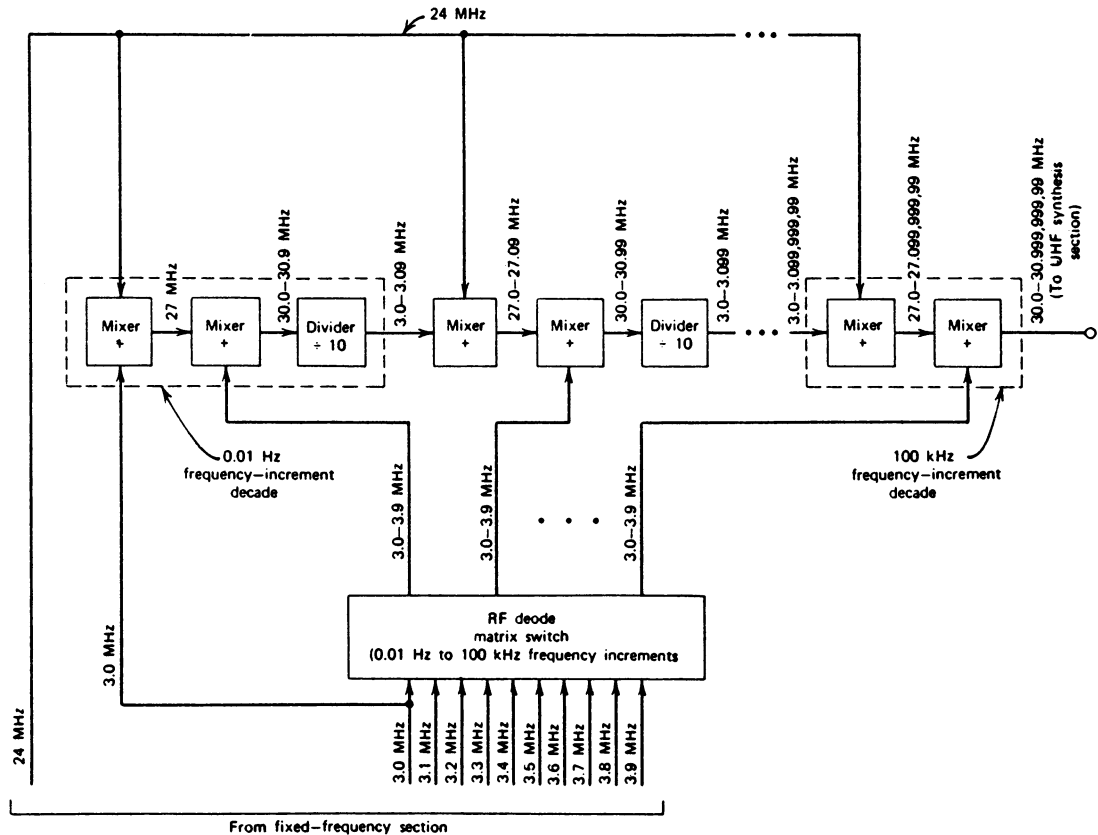 24 MHz
27 MHz
30.0–30.9 MHz
3.0–3.09 MHz
27.0–27.09 MHz
30.0–30.99 MHz
3.0–3.099 MHz
3.0–3.099,999,99 MHz
27.0–27.099,999,99 MHz
30.0–30.999,999,99 MHz
(To UHF synthesis
section)
Mixer
+
Mixer
+
Divider
÷ 10
Mixer
+
Mixer
+
Divider
÷ 10
Mixer
+
Mixer
+
0.01 Hz
frequency–increment
decade
100 kHz
frequency–increment
decade
3.0–3.9 MHz
3.0–3.9 MHz
3.0–3.9 MHz
RF deode
matrix switch
(0.01 Hz to 100 kHz frequency increments
3.0 MHz
24 MHz
3.0 MHz
3.1 MHz
3.2 MHz
3.3 MHz
3.4 MHz
3.5 MHz
3.6 MHz
3.7 MHz
3.8 MHz
3.9 MHz
From fixed–frequency section